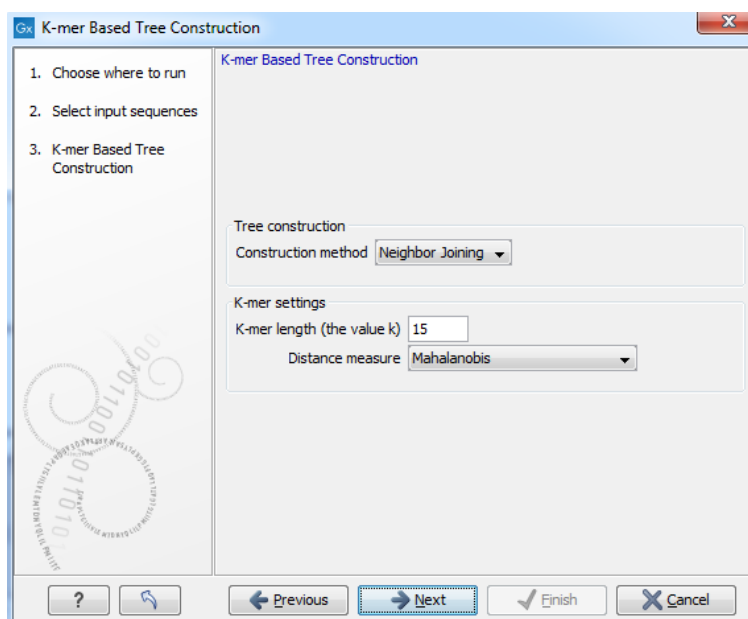 Gx K-mer Based Tree Construction
1. Choose where to run
2. Select input sequences
3. K-mer Based Tree
Construction
K-mer Based Tree Construction
Tree construction
Construction method Neighbor Joining
K-mer settings
K-mer length (the value k) 15
Distance measure Mahalanobis
? Previous Next Finish Cancel